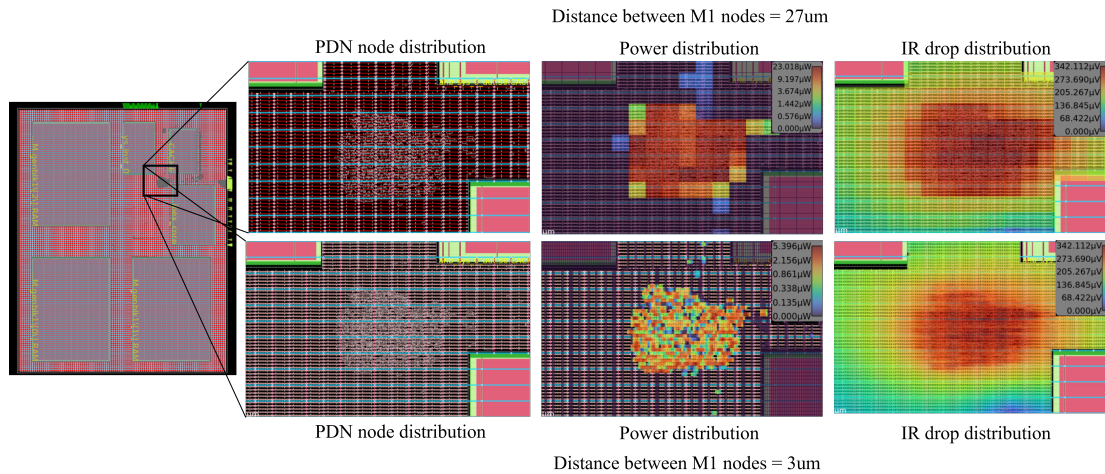 Distance between M1 nodes = 27um
PDN node distribution
Power distribution
IR drop distribution
23.018µW
9.197µW
3.674µW
1.442µW
0.576µW
0.000µW
342.112µV
273.690µV
205.267µV
136.845µV
68.422µV
0.000µV
5.396µW
2.156µW
0.861µW
0.338µW
0.135µW
0.000µW
342.112µV
273.690µV
205.267µV
136.845µV
68.422µV
0.000µV
PDN node distribution
Power distribution
IR drop distribution
Distance between M1 nodes = 3um